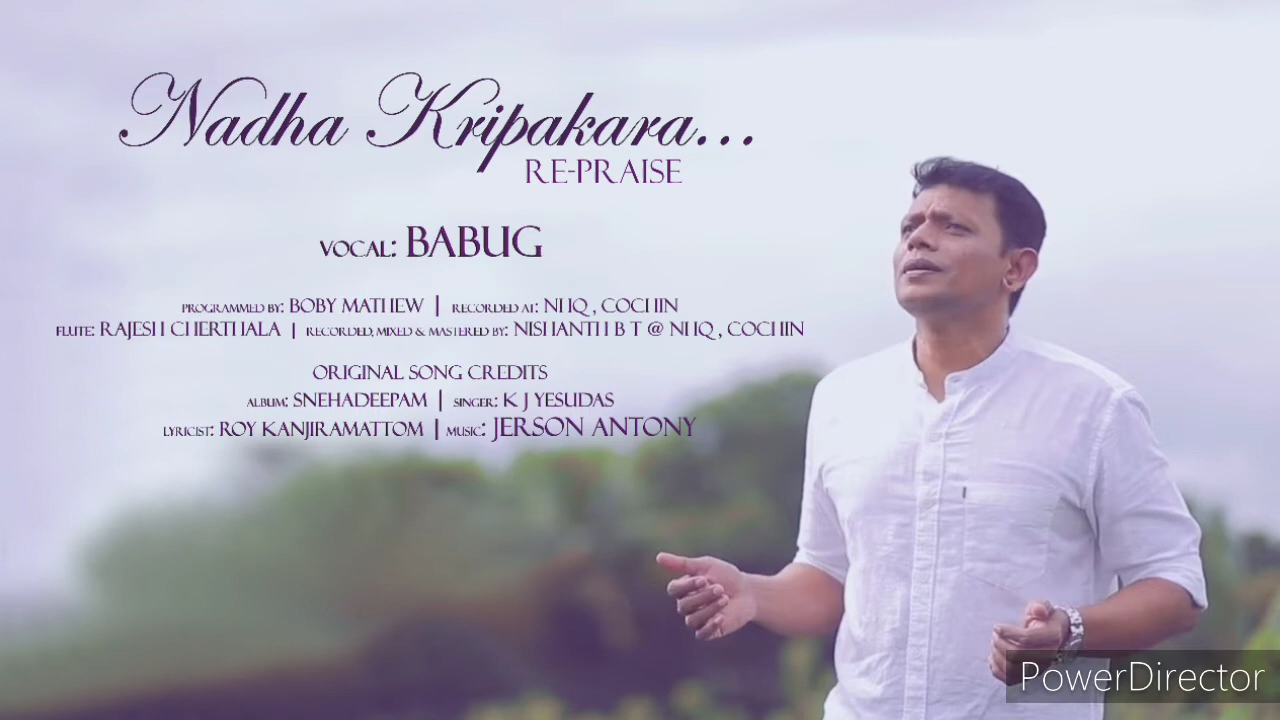 Nadha Kripakara...
RE-PRAISE
VOCAL: BABUG
PROGRAMMED BY: BOBY MATHEW | RECORDED AT: NHQ , COCHIN
FLUTE: RAJESH CHERTHALA | RECORDED, MIXED & MASTERED BY: NISHANTH B T @ NHQ , COCHIN
ORIGINAL SONG CREDITS
ALBUM: SNEHADEEPAM | SINGER: K J YESUDAS
LYRICIST: ROY KANJIRAMATTOM | MUSIC: JERSON ANTONY
PowerDirector